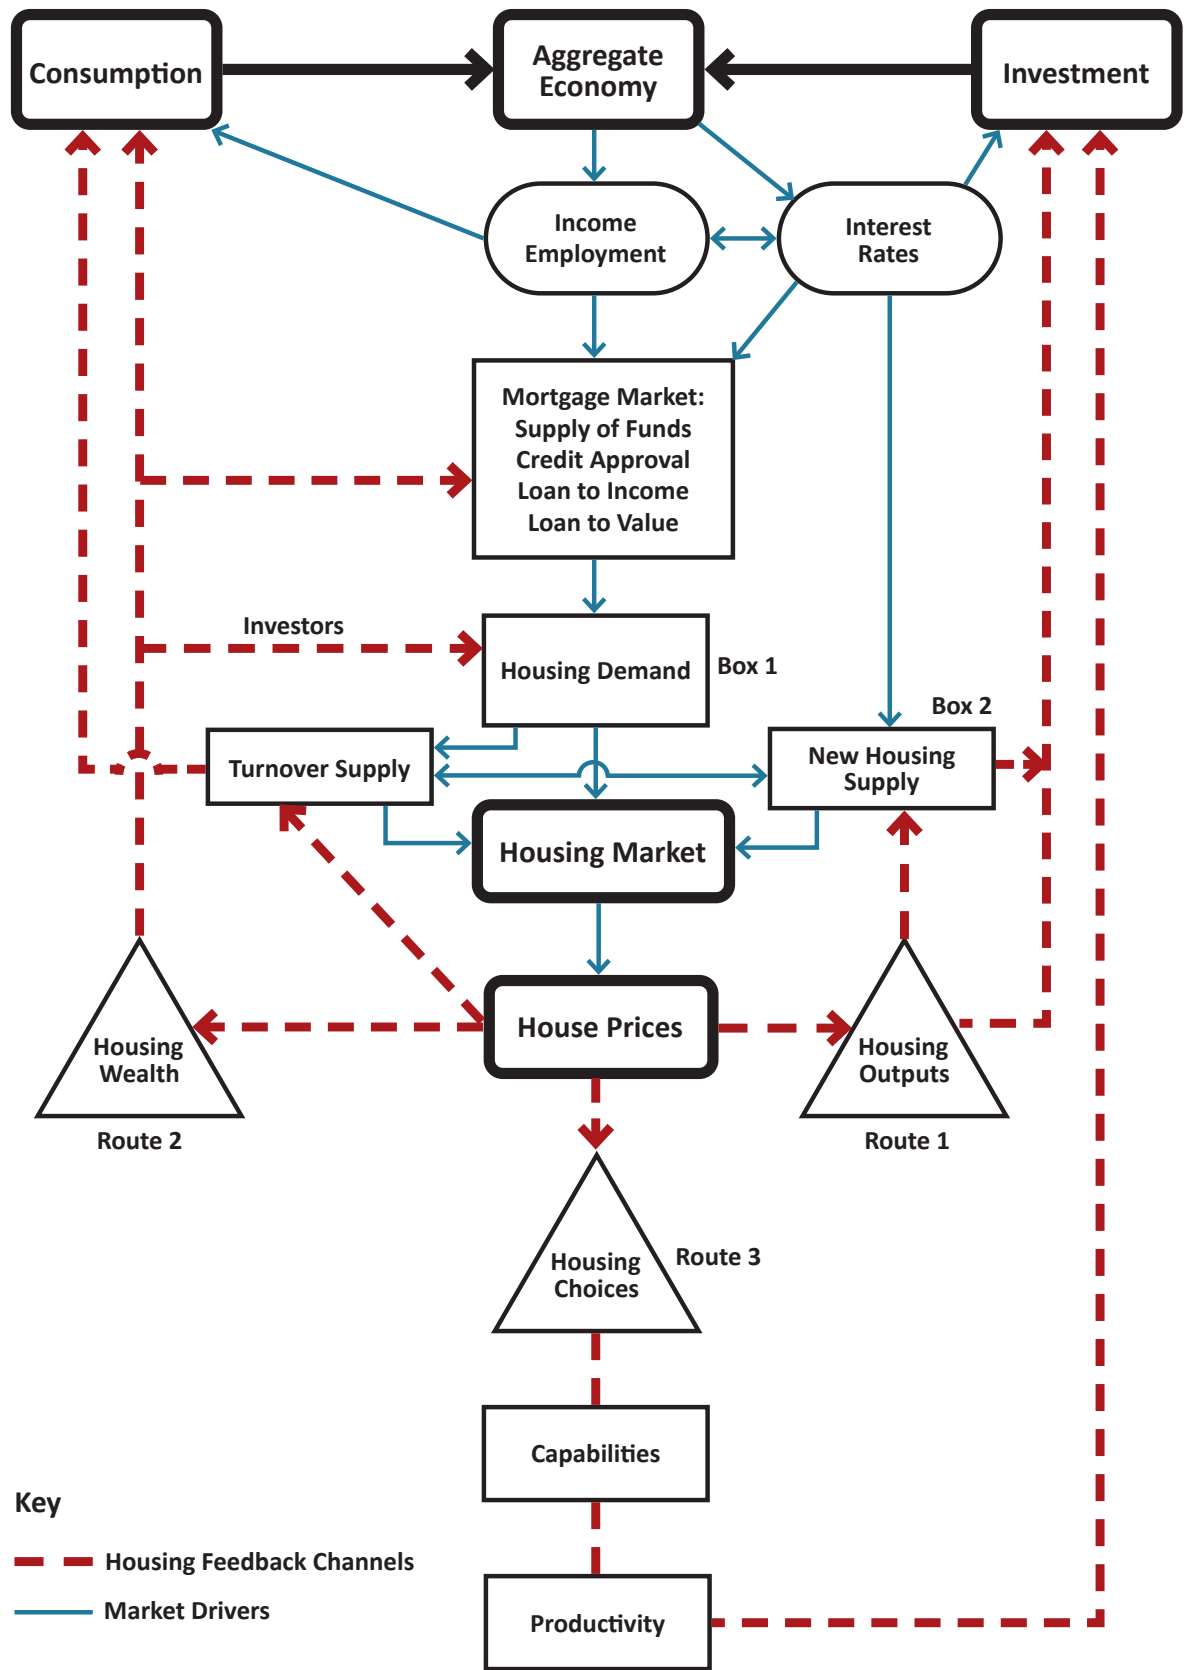 Consumption
Aggregate
Economy
Investment
Income
Employment
Interest
Rates
Mortgage Market:
Supply of Funds
Credit Approval
Loan to Income
Loan to Value
Investors
Housing Demand
Box 1
Box 2
Turnover Supply
New Housing
Supply
Housing Market
House Prices
Housing
Wealth
Route 2
Housing
Outputs
Route 1
Housing
Choices
Route 3
Capabilities
Key
Housing Feedback Channels
Market Drivers
Productivity